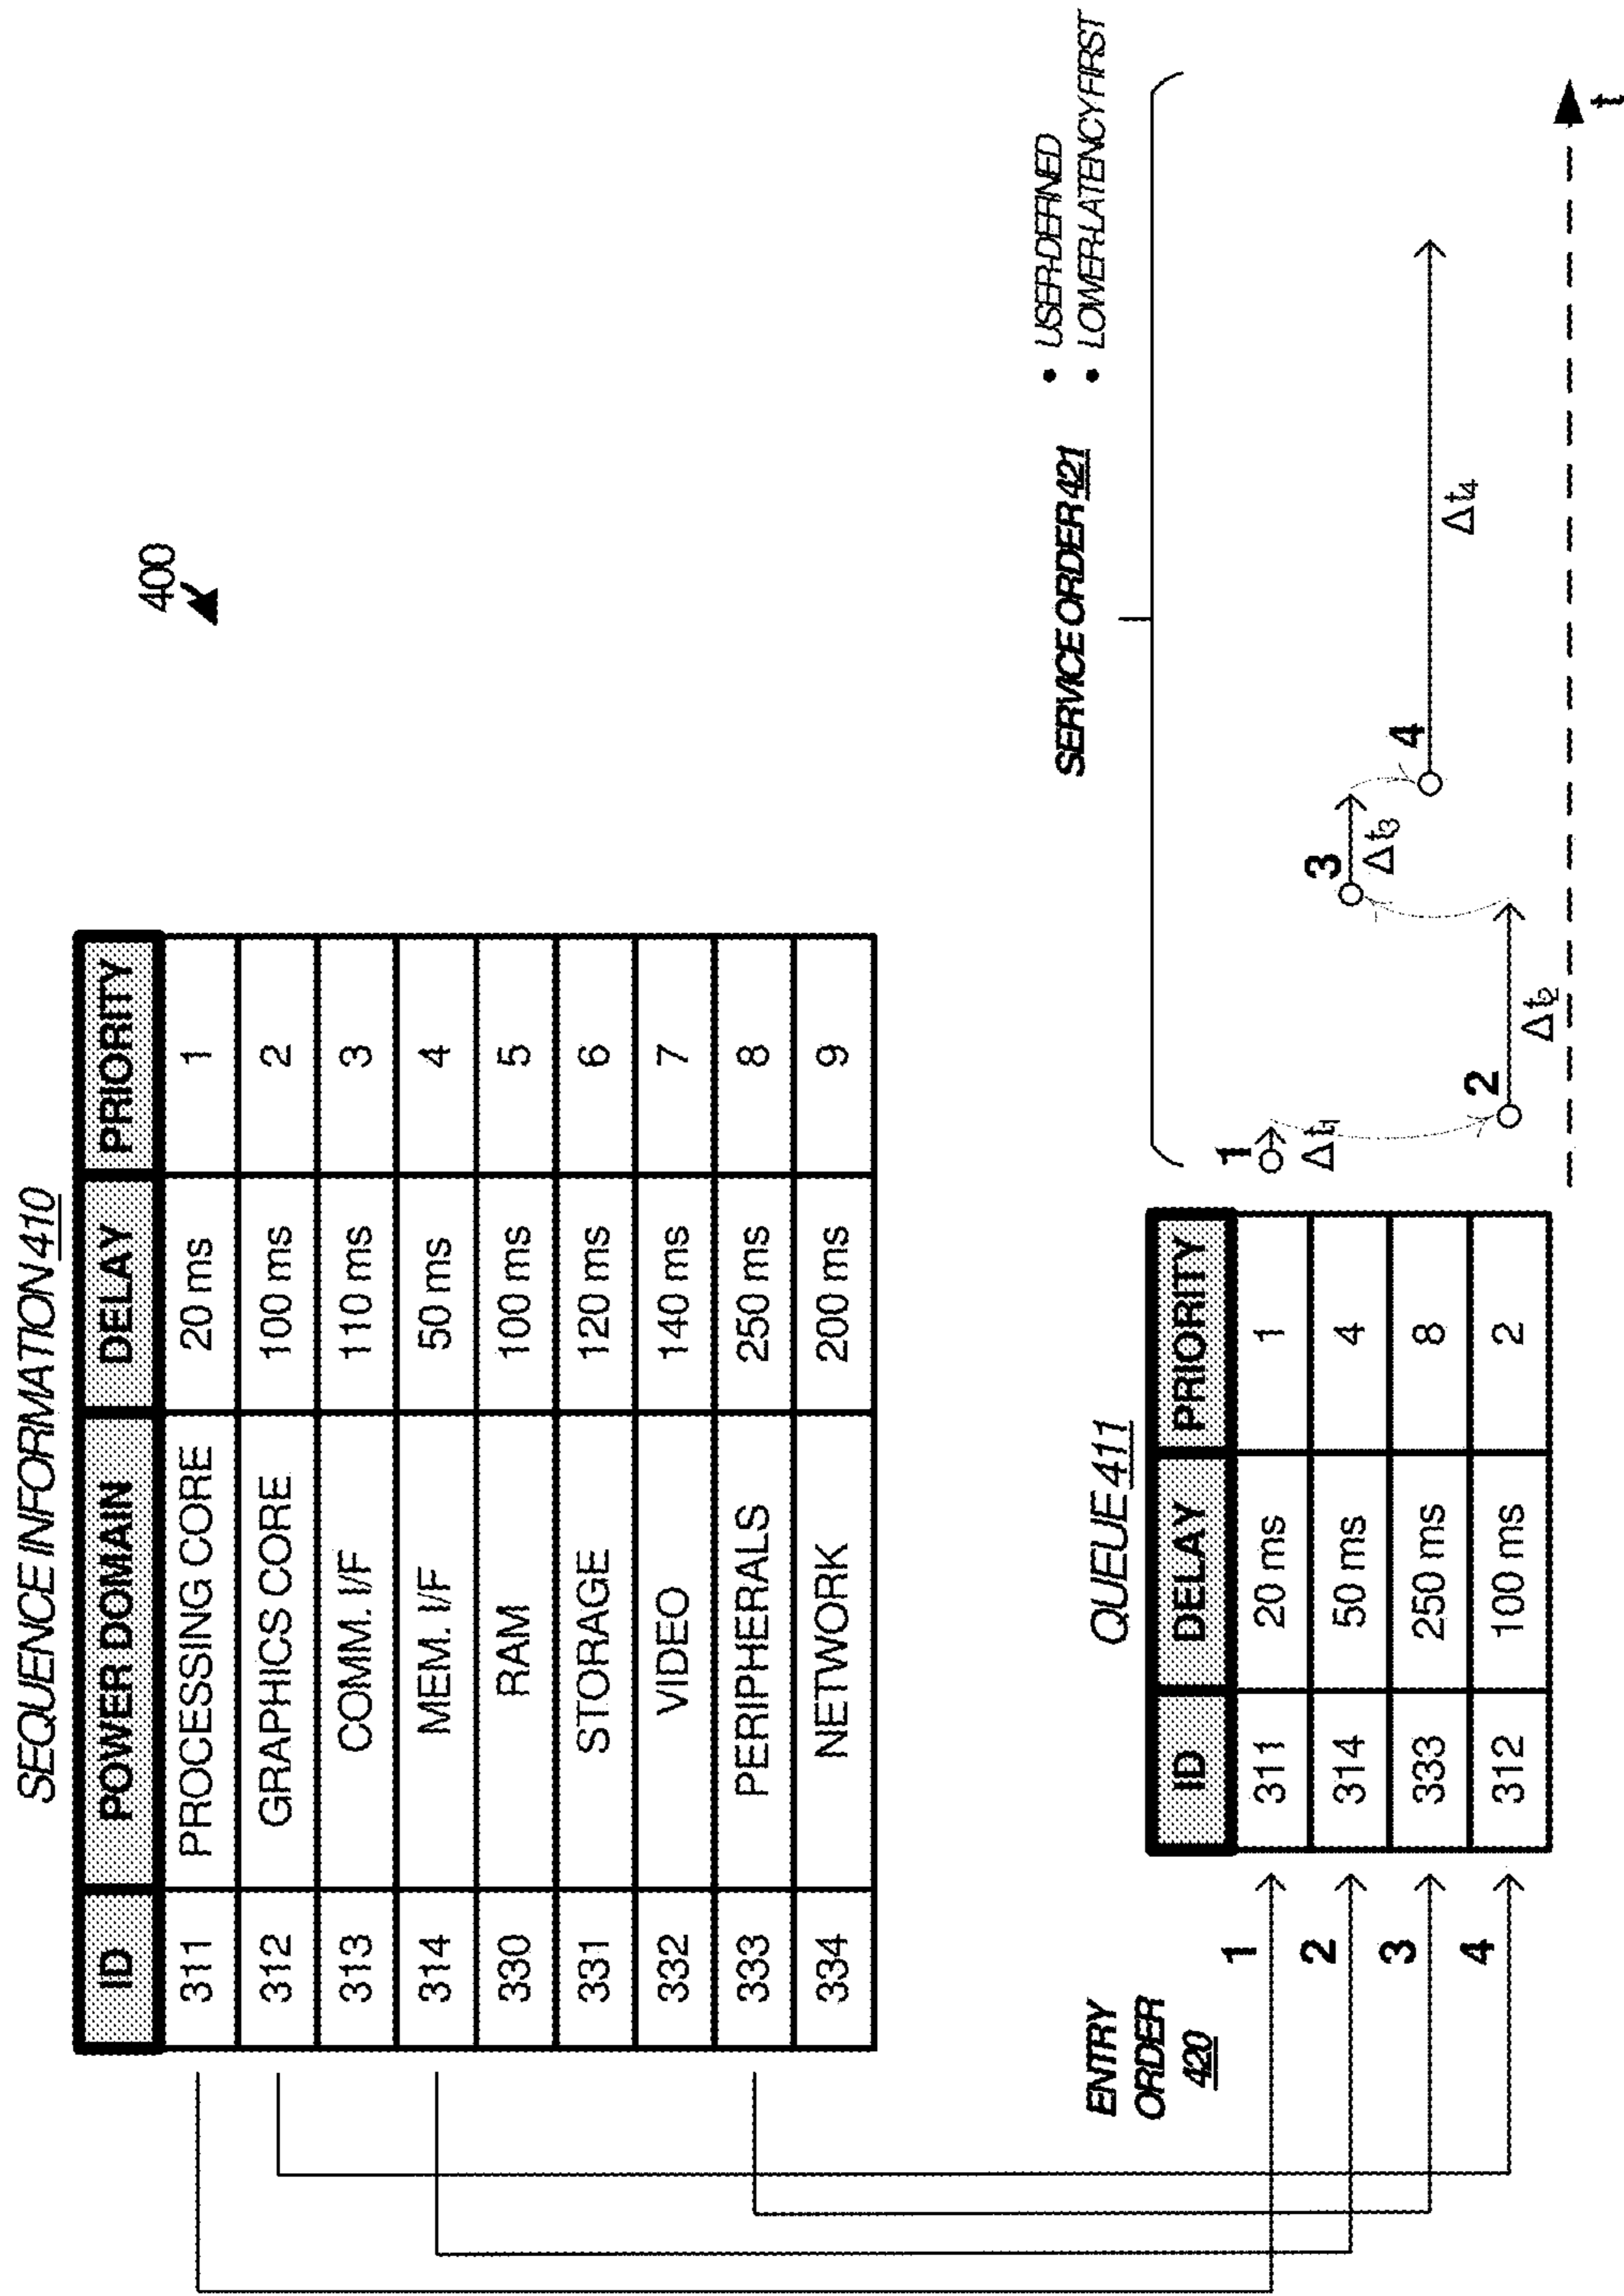 400
SEQUENCE INFORMATION 410
ID POWER DOMAIN DELAY PRIORITY
311 PROCESSING CORE 20 ms 1
312 GRAPHICS CORE 100 ms 2
313 COMM. I/F 110 ms 3
314 MEM. I/F 50 ms 4
330 RAM 100 ms 5
331 STORAGE 120 ms 6
332 VIDEO 140 ms 7
333 PERIPHERALS 250 ms 8
334 NETWORK 200 ms 9
ENTRY
ORDER
420
1
2
3
4
QUEUE 411
ID DELAY PRIORITY
311 20 ms 1
314 50 ms 4
333 250 ms 8
312 100 ms 2
SERVICE ORDER 421
• USER-DEFINED
• LOWER-LATENCY FIRST
1
Δt1
2
Δt2
3
Δt3
4
Δt4
t